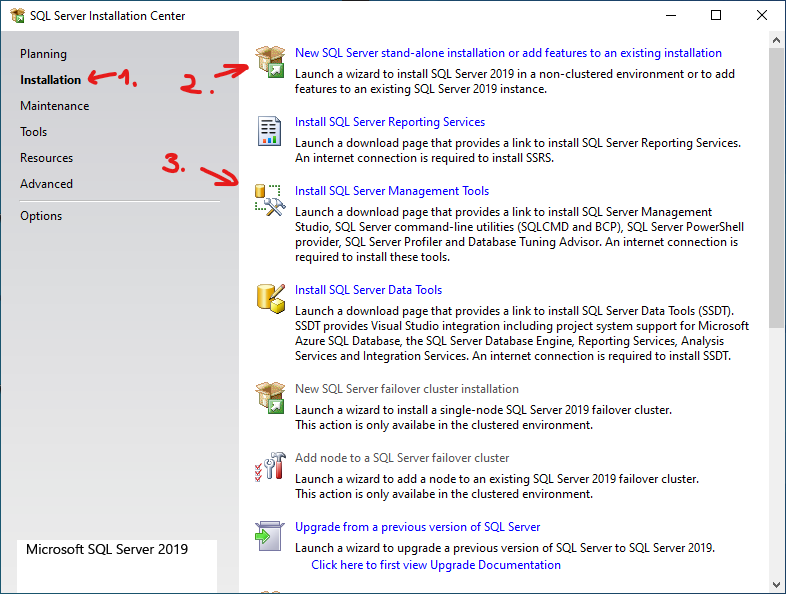 SQL Server Installation Center
Planning
Installation
1.
Maintenance
Tools
Resources
Advanced
Options
Microsoft SQL Server 2019
2.
New SQL Server stand-alone installation or add features to an existing installation
Launch a wizard to install SQL Server 2019 in a non-clustered environment or to add
features to an existing SQL Server 2019 instance.
Install SQL Server Reporting Services
Launch a download page that provides a link to install SQL Server Reporting Services.
An internet connection is required to install SSRS.
3.
Install SQL Server Management Tools
Launch a download page that provides a link to install SQL Server Management
Studio, SQL Server command-line utilities (SQLCMD and BCP), SQL Server PowerShell
provider, SQL Server Profiler and Database Tuning Advisor. An internet connection is
required to install these tools.
Install SQL Server Data Tools
Launch a download page that provides a link to install SQL Server Data Tools (SSDT).
SSDT provides Visual Studio integration including project system support for Microsoft
Azure SQL Database, the SQL Server Database Engine, Reporting Services, Analysis
Services and Integration Services. An internet connection is required to install SSDT.
New SQL Server failover cluster installation
Launch a wizard to install a single-node SQL Server 2019 failover cluster.
This action is only availabe in the clustered environment.
Add node to a SQL Server failover cluster
Launch a wizard to add a node to an existing SQL Server 2019 failover cluster.
This action is only availabe in the clustered environment.
Upgrade from a previous version of SQL Server
Launch a wizard to upgrade a previous version of SQL Server to SQL Server 2019.
Click here to first view Upgrade Documentation